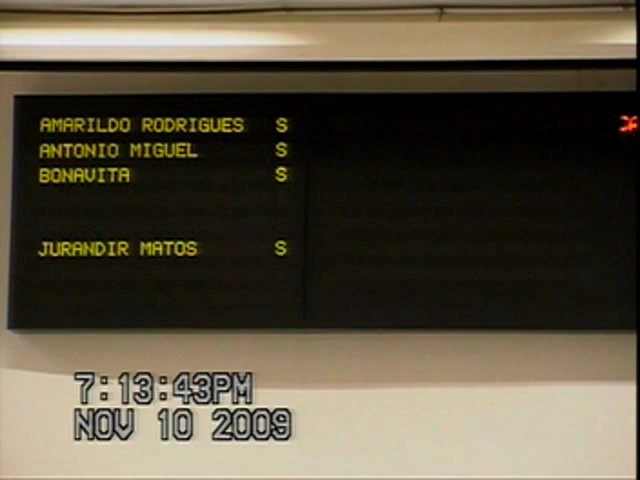 AMARILDO RODRIGUES S
ANTONIO MIGUEL S
BONAVITA S
JURANDIR MATOS S
7:13:43PM
NOV 10 2009